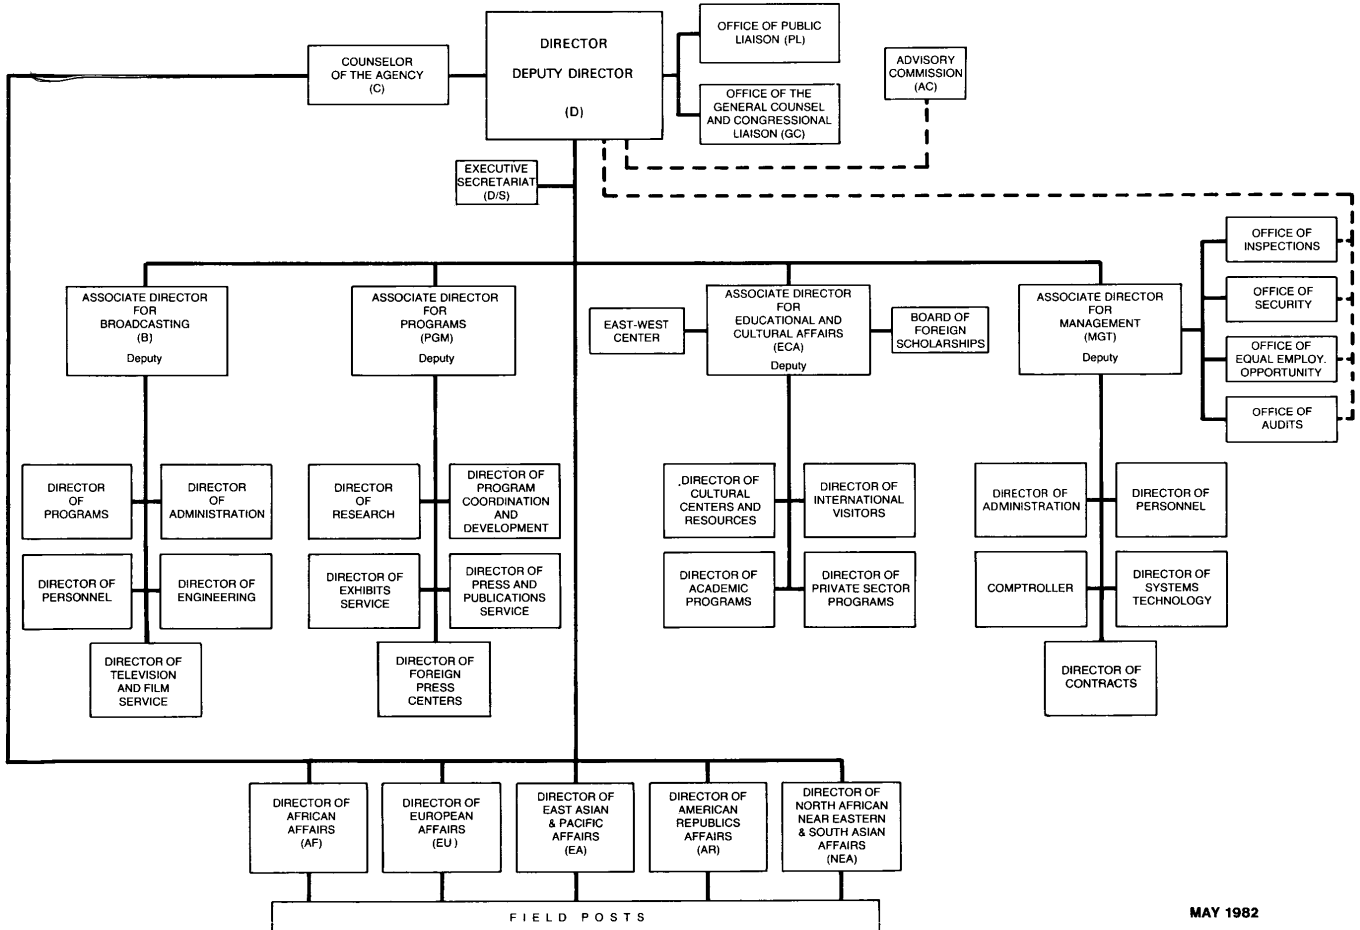 DIRECTOR
DEPUTY DIRECTOR
(D)
COUNSELOR
OF THE AGENCY
(C)
OFFICE OF PUBLIC
LIAISON (PL)
OFFICE OF THE
GENERAL COUNSEL
AND CONGRESSIONAL
LIAISON (GC)
ADVISORY
COMMISSION
(AC)
EXECUTIVE
SECRETARIAT
(D/S)
ASSOCIATE DIRECTOR
FOR
BROADCASTING
(B)
Deputy
ASSOCIATE DIRECTOR
FOR
PROGRAMS
(PGM)
Deputy
EAST-WEST
CENTER
ASSOCIATE DIRECTOR
FOR
EDUCATIONAL AND
CULTURAL AFFAIRS
(ECA)
Deputy
BOARD OF
FOREIGN
SCHOLARSHIPS
ASSOCIATE DIRECTOR
FOR
MANAGEMENT
(MGT)
Deputy
OFFICE OF
INSPECTIONS
OFFICE OF
SECURITY
OFFICE OF
EQUAL EMPLOY.
OPPORTUNITY
OFFICE OF
AUDITS
DIRECTOR
OF
PROGRAMS
DIRECTOR
OF
ADMINISTRATION
DIRECTOR OF
PERSONNEL
DIRECTOR OF
ENGINEERING
DIRECTOR OF
TELEVISION
AND FILM
SERVICE
DIRECTOR
OF
RESEARCH
DIRECTOR OF
PROGRAM
COORDINATION
AND
DEVELOPMENT
DIRECTOR OF
EXHIBITS
SERVICE
DIRECTOR OF
PRESS AND
PUBLICATIONS
SERVICE
DIRECTOR OF
FOREIGN
PRESS
CENTERS
DIRECTOR OF
CULTURAL
CENTERS AND
RESOURCES
DIRECTOR OF
INTERNATIONAL
VISITORS
DIRECTOR OF
ACADEMIC
PROGRAMS
DIRECTOR OF
PRIVATE SECTOR
PROGRAMS
DIRECTOR OF
ADMINISTRATION
DIRECTOR OF
PERSONNEL
COMPTROLLER
DIRECTOR OF
SYSTEMS
TECHNOLOGY
DIRECTOR OF
CONTRACTS
DIRECTOR OF
AFRICAN
AFFAIRS
(AF)
DIRECTOR OF
EUROPEAN
AFFAIRS
(EU )
DIRECTOR OF
EAST ASIAN
& PACIFIC
AFFAIRS
(EA)
DIRECTOR OF
AMERICAN
REPUBLICS
AFFAIRS
(AR)
DIRECTOR OF
NORTH AFRICAN
NEAR EASTERN
& SOUTH ASIAN
AFFAIRS
(NEA)
FIELD POSTS
MAY 1982